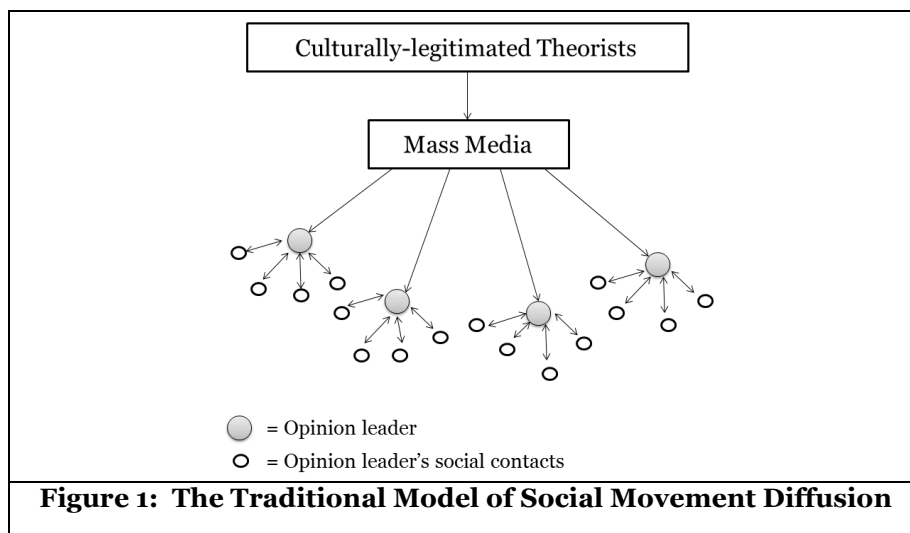 Culturally-legitimated Theorists
Mass Media
= Opinion leader
= Opinion leader’s social contacts
Figure 1:  The Traditional Model of Social Movement Diffusion